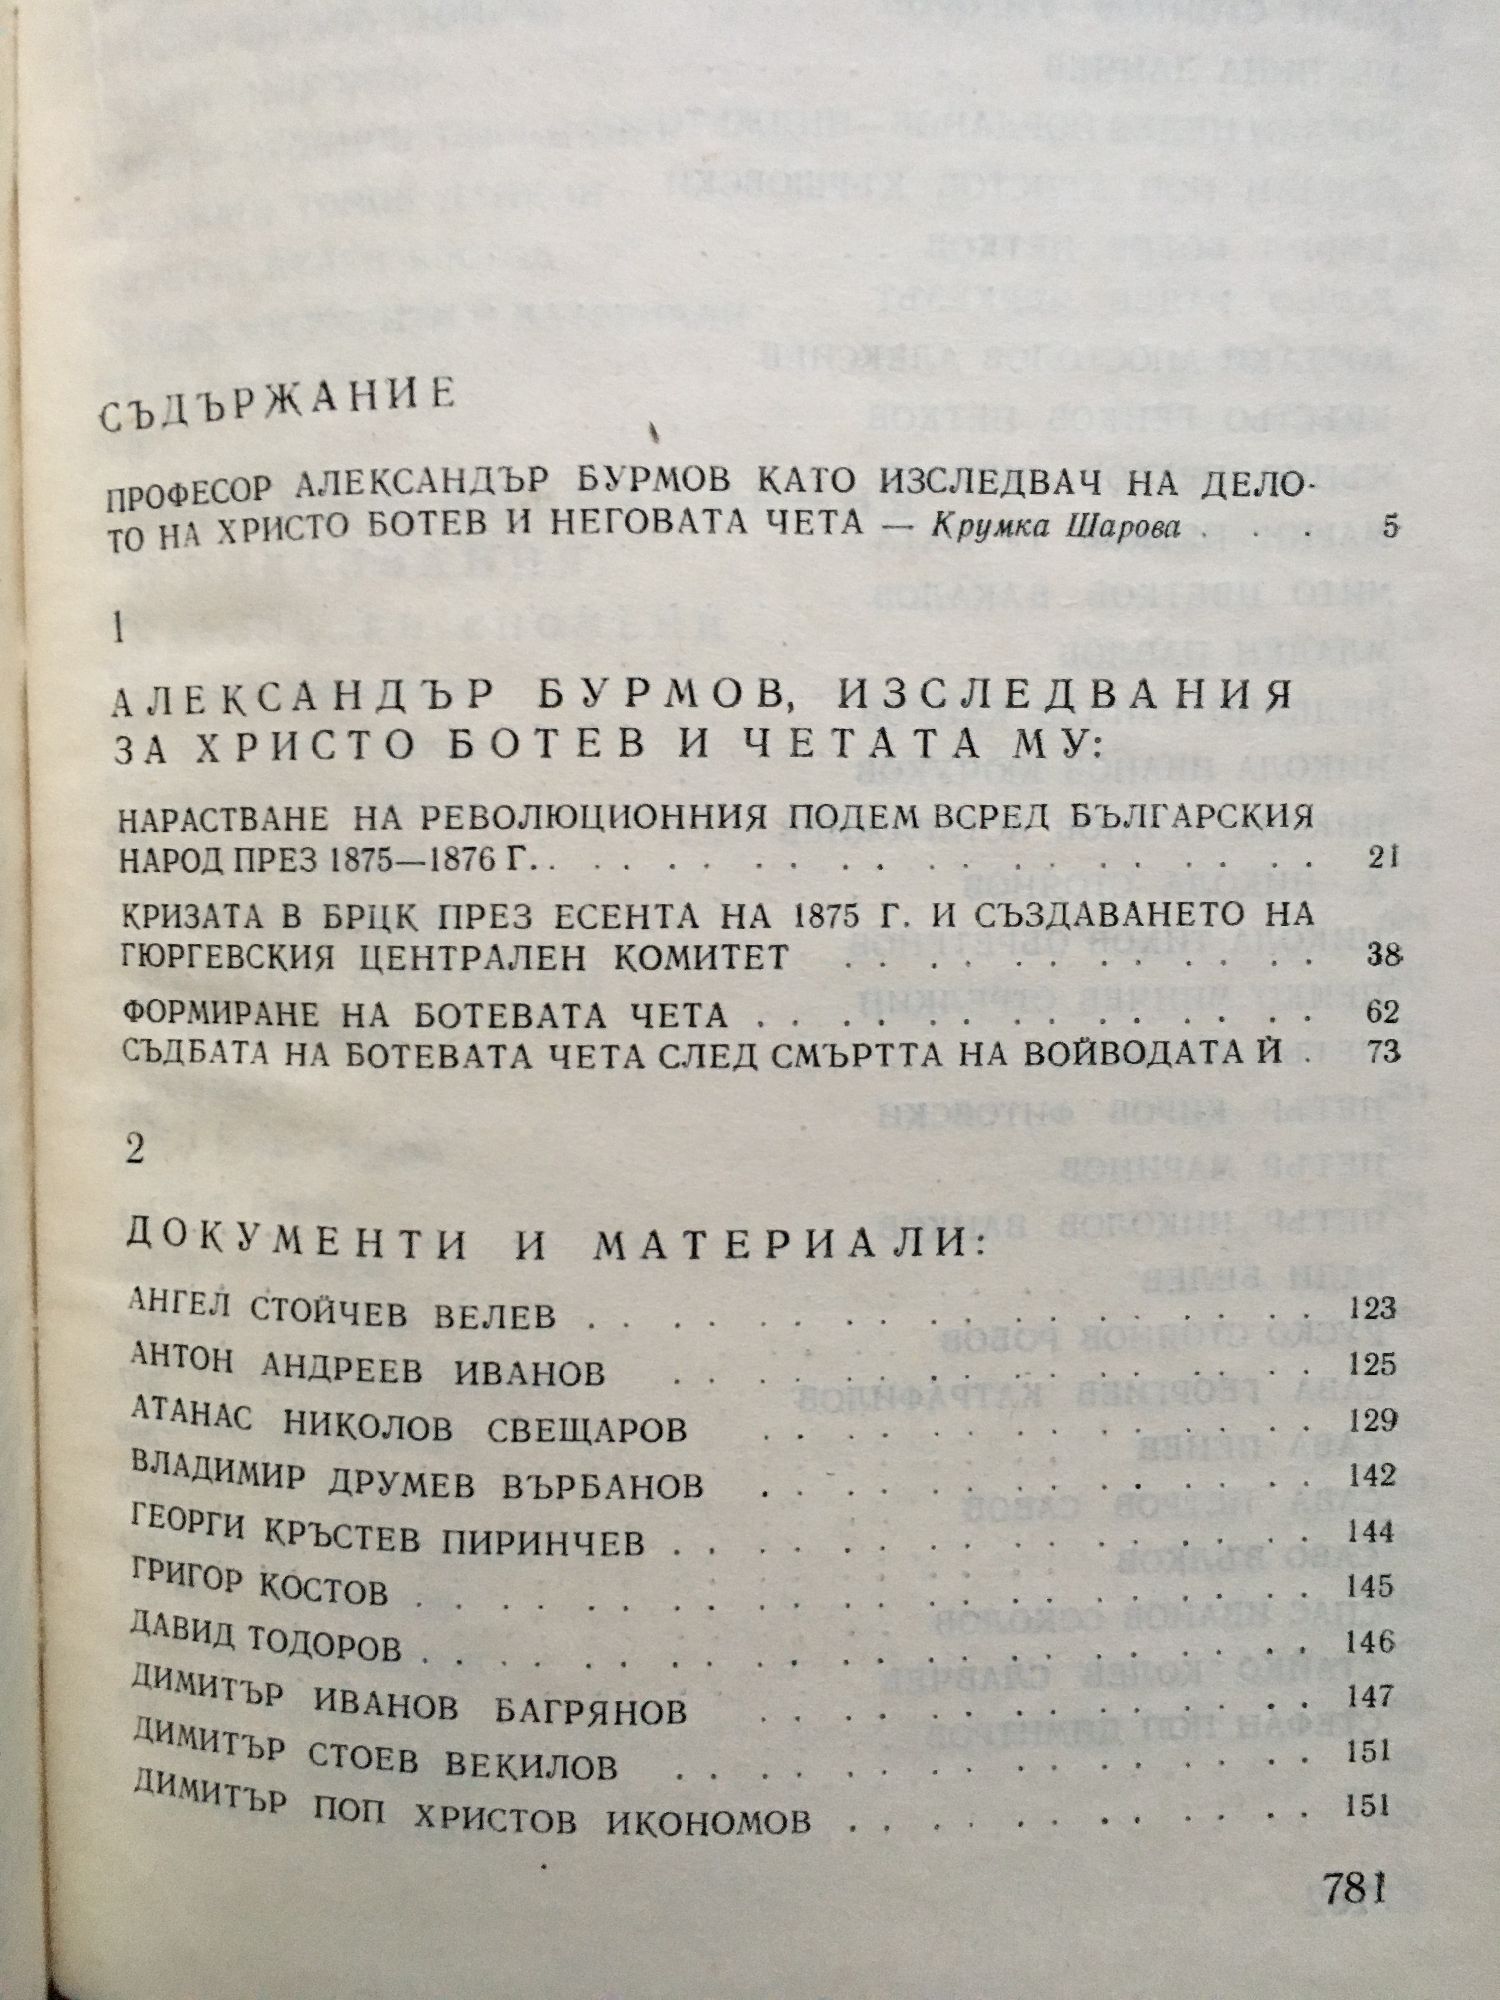 СЪДЪРЖАНИЕ
ПРОФЕСОР АЛЕКСАНДЪР БУРМОВ КАТО ИЗСЛЕДВАЧ НА ДЕЛО-
ТО НА ХРИСТО БОТЕВ И НЕГОВАТА ЧЕТА — Крумка Шарова . . . 5
1
АЛЕКСАНДЪР БУРМОВ, ИЗСЛЕДВАНИЯ
ЗА ХРИСТО БОТЕВ И ЧЕТАТА МУ:
НАРАСТВАНЕ НА РЕВОЛЮЦИОННИЯ ПОДЕМ ВСРЕД БЪЛГАРСКИЯ
НАРОД ПРЕЗ 1875—1876 Г. . . . . . . . . . . . . . . . . . . 21
КРИЗАТА В БРЦК ПРЕЗ ЕСЕНТА НА 1875 Г. И СЪЗДАВАНЕТО НА
ГЮРГЕВСКИЯ ЦЕНТРАЛЕН КОМИТЕТ . . . . . . . . . . . . 38
ФОРМИРАНЕ НА БОТЕВАТА ЧЕТА . . . . . . . . . . . . . . 62
СЪДБАТА НА БОТЕВАТА ЧЕТА СЛЕД СМЪРТТА НА ВОЙВОДАТА Й . 73
2
ДОКУМЕНТИ И МАТЕРИАЛИ:
АНГЕЛ СТОЙЧЕВ ВЕЛЕВ . . . . . . . . . . . . . . . . . . 123
АНТОН АНДРЕЕВ ИВАНОВ . . . . . . . . . . . . . . . . 125
АТАНАС НИКОЛОВ СВЕЩАРОВ . . . . . . . . . . . . . . 129
ВЛАДИМИР ДРУМЕВ ВЪРБАНОВ . . . . . . . . . . . . . . 142
ГЕОРГИ КРЪСТЕВ ПИРИНЧЕВ . . . . . . . . . . . . . . . . 144
ГРИГОР КОСТОВ . . . . . . . . . . . . . . . . . . . . . . 145
ДАВИД ТОДОРОВ . . . . . . . . . . . . . . . . . . . . . . 146
ДИМИТЪР ИВАНОВ БАГРЯНОВ . . . . . . . . . . . . . . 147
ДИМИТЪР СТОЕВ ВЕКИЛОВ . . . . . . . . . . . . . . . . 151
ДИМИТЪР ПОП ХРИСТОВ ИКОНОМОВ . . . . . . . . . . . . 151
781